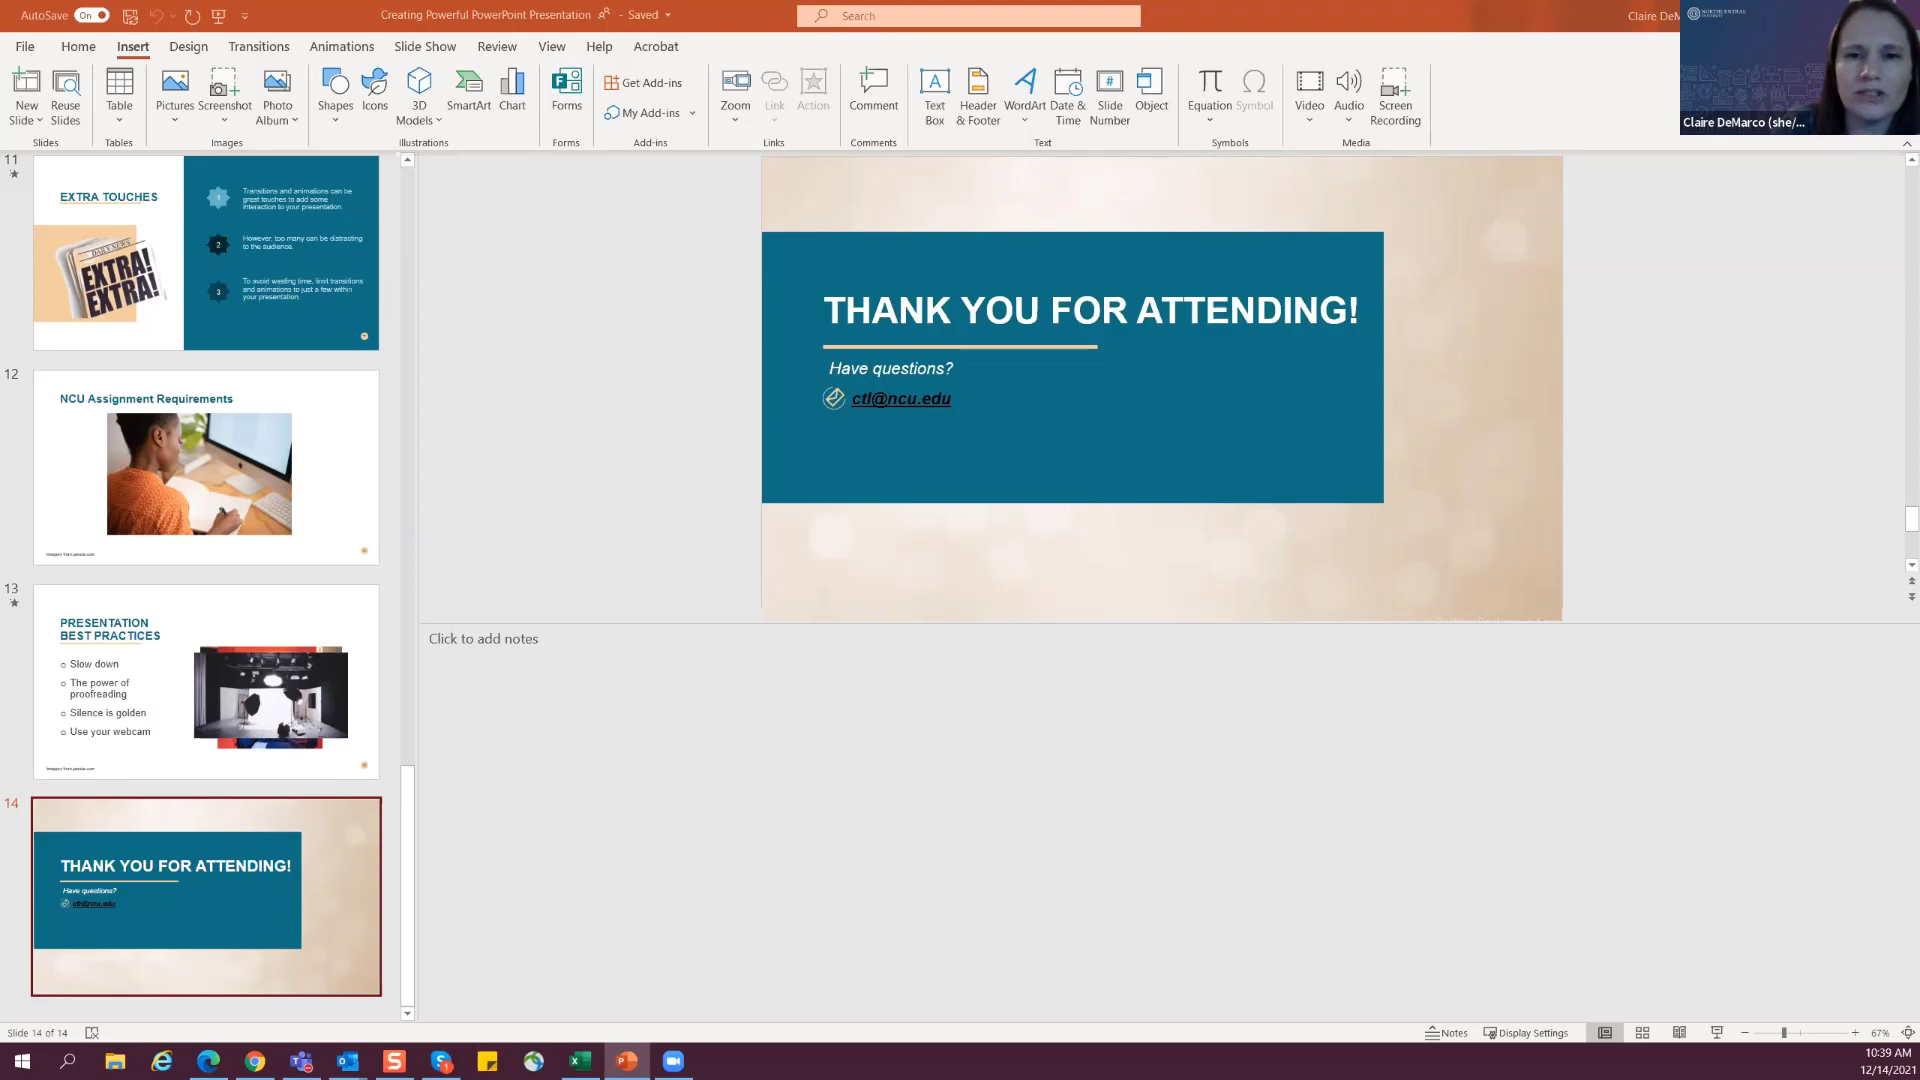 AutoSave On
Creating Powerful PowerPoint Presentation - Saved
Search
Claire DeM
File Home Insert Design Transitions Animations Slide Show Review View Help Acrobat
New Slide
Reuse Slides
Table
Pictures
Screenshot
Photo Album
Shapes
Icons
3D Models
SmartArt
Chart
Forms
Get Add-ins
My Add-ins
Zoom
Link
Action
Comment
Text Box
Header & Footer
WordArt
Date & Time
Slide Number
Object
Equation
Symbol
Video
Audio
Screen Recording
Slides Tables Images Illustrations Forms Add-ins Links Comments Text Symbols Media
Claire DeMarco (she/...
11
EXTRA TOUCHES
DAILY NEWS
EXTRA!
EXTRA!
1
Transitions and animations can be
great touches to add some
interaction to your presentation.
2
However, too many can be distracting
to the audience.
3
To avoid wasting time, limit transitions
and animations to just a few within
your presentation.
12
NCU Assignment Requirements
13
PRESENTATION
BEST PRACTICES
Slow down
The power of
proofreading
Silence is golden
Use your webcam
14
THANK YOU FOR ATTENDING!
Have questions?
ctl@ncu.edu
THANK YOU FOR ATTENDING!
Have questions?
ctl@ncu.edu
Click to add notes
Slide 14 of 14
Notes
Display Settings
67%
10:39 AM
12/14/2021